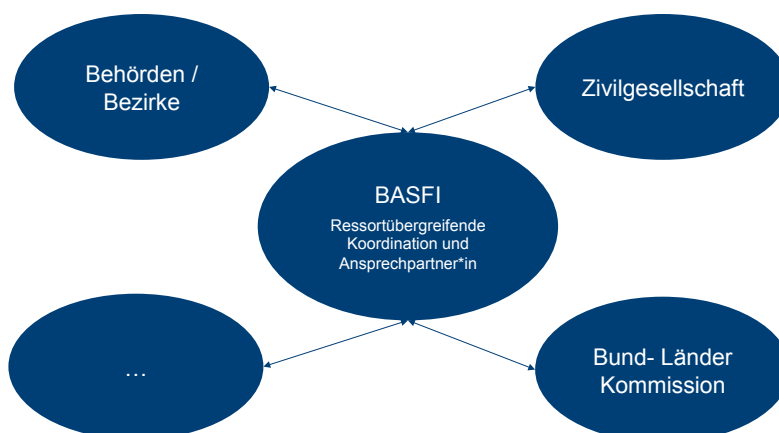 Behörden /
Bezirke
Zivilgesellschaft
BASFI
Ressortübergreifende
Koordination und
Ansprechpartner*in
…
Bund- Länder
Kommission